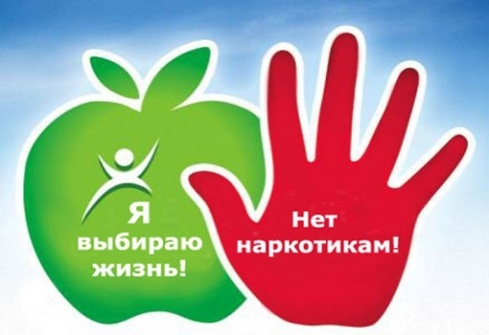 Я
выбираю
жизнь!
Нет
наркотикам!